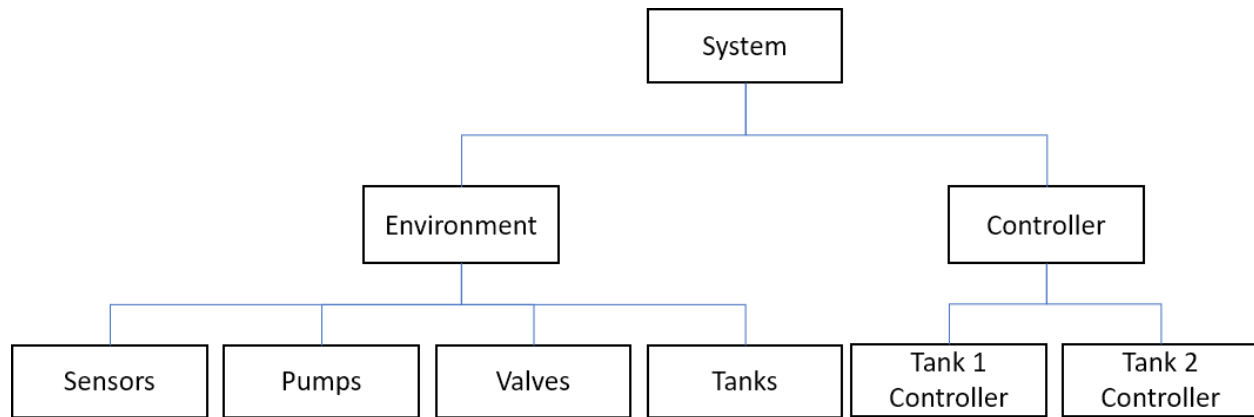 System
Environment
Controller
Sensors
Pumps
Valves
Tanks
Tank 1
Controller
Tank 2
Controller